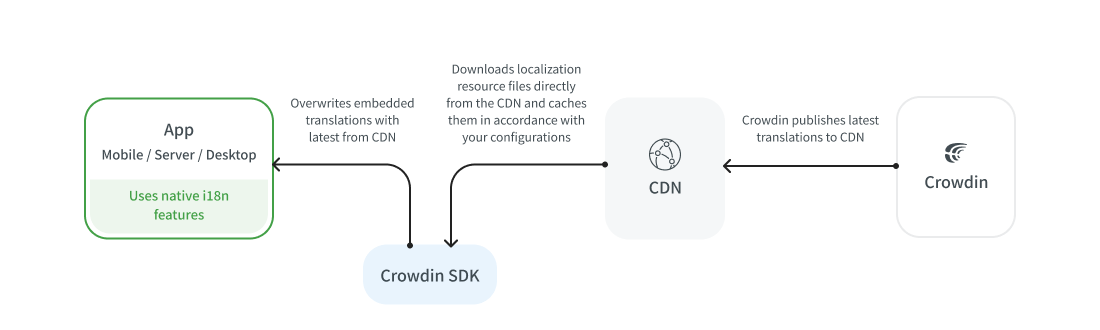 App
Mobile / Server / Desktop
Uses native i18n
features
Overwrites embedded
translations with
latest from CDN
Crowdin SDK
Downloads localization
resource files directly
from the CDN and caches
them in accordance with
your configurations
CDN
Crowdin publishes latest
translations to CDN
Crowdin